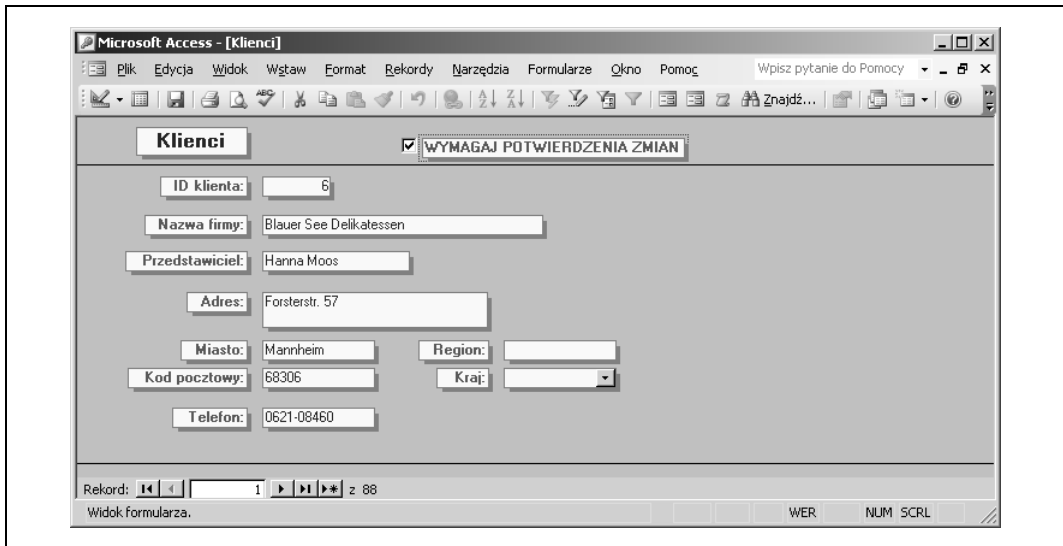 Microsoft Access - [Klienci]
Plik Edycja Widok Wstaw Format Rekordy Narzędzia Formularze Okno Pomoc Wpisz pytanie do Pomocy
Znajdź...
Klienci WYMAGAJ POTWIERDZENIA ZMIAN
ID klienta: 6
Nazwa firmy: Blauer See Delikatessen
Przedstawiciel: Hanna Moos
Adres: Forsterstr. 57
Miasto: Mannheim Region:
Kod pocztowy: 68306 Kraj:
Telefon: 0621-08460
Rekord: 1 z 88
Widok formularza. WER NUM SCRL